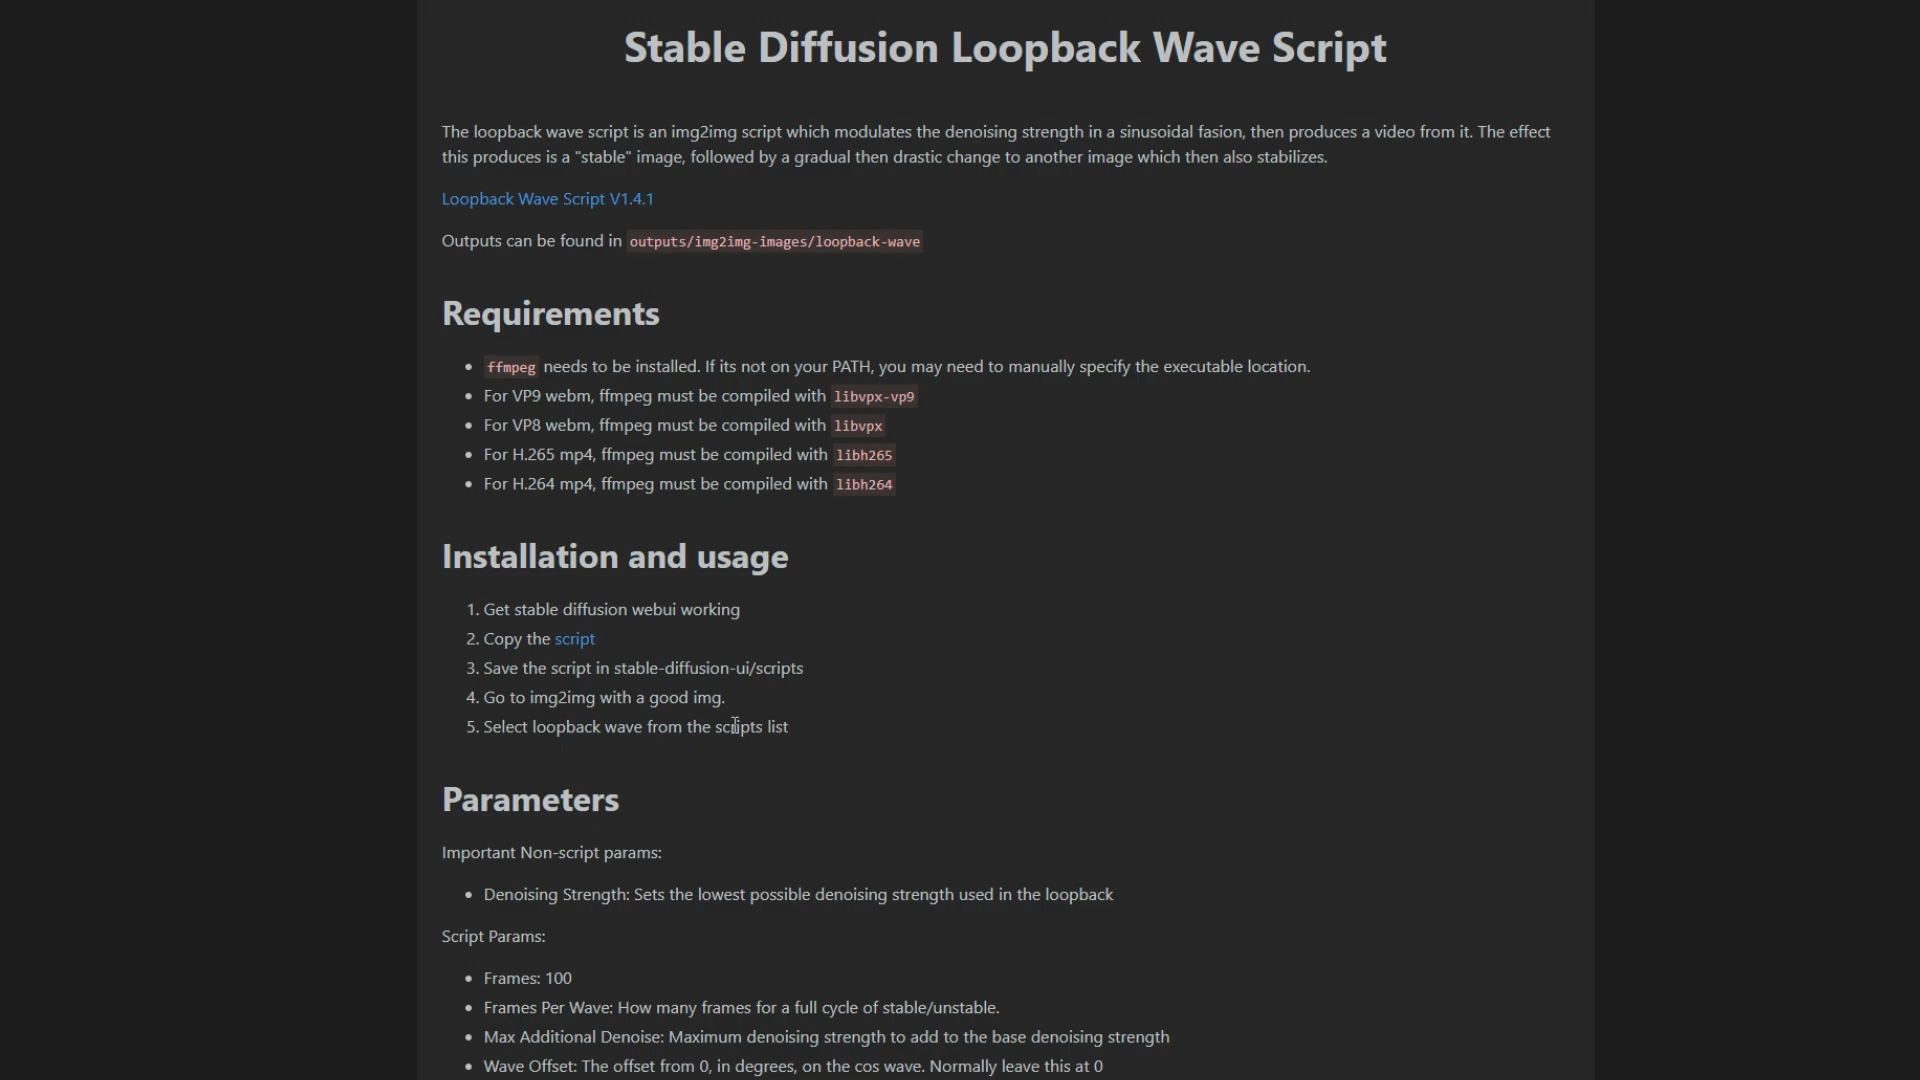 Stable Diffusion Loopback Wave Script
The loopback wave script is an img2img script which modulates the denoising strength in a sinusoidal fasion, then produces a video from it. The effect
this produces is a "stable" image, followed by a gradual then drastic change to another image which then also stabilizes.
Loopback Wave Script V1.4.1
Outputs can be found in outputs/img2img-images/loopback-wave
Requirements
• ffmpeg needs to be installed. If its not on your PATH, you may need to manually specify the executable location.
• For VP9 webm, ffmpeg must be compiled with libvpx-vp9
• For VP8 webm, ffmpeg must be compiled with libvpx
• For H.265 mp4, ffmpeg must be compiled with libh265
• For H.264 mp4, ffmpeg must be compiled with libh264
Installation and usage
1. Get stable diffusion webui working
2. Copy the script
3. Save the script in stable-diffusion-ui/scripts
4. Go to img2img with a good img.
5. Select loopback wave from the scripts list
Parameters
Important Non-script params:
• Denoising Strength: Sets the lowest possible denoising strength used in the loopback
Script Params:
• Frames: 100
• Frames Per Wave: How many frames for a full cycle of stable/unstable.
• Max Additional Denoise: Maximum denoising strength to add to the base denoising strength
• Wave Offset: The offset from 0, in degrees, on the cos wave. Normally leave this at 0